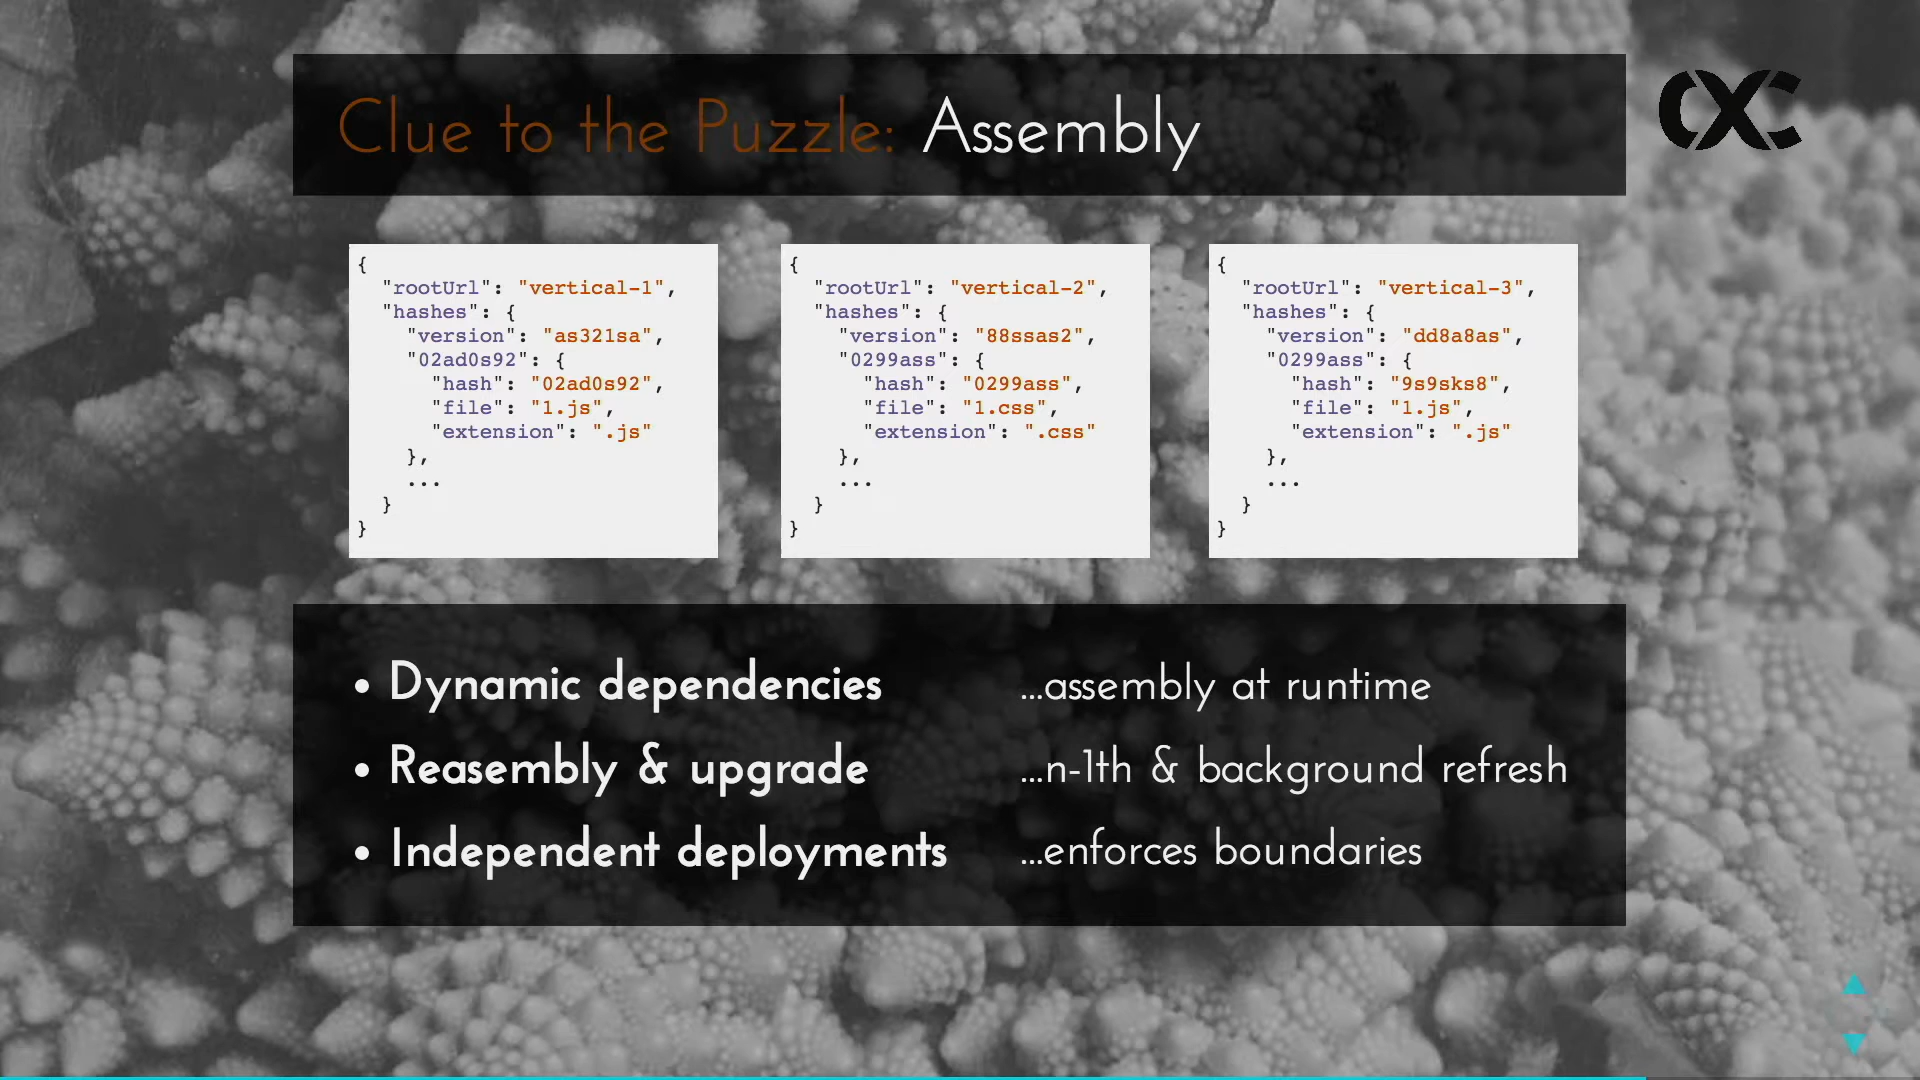 Clue to the Puzzle: Assembly
{
"rootUrl": "vertical-1",
"hashes": {
"version": "as321sa",
"02ad0s92": {
"hash": "02ad0s92",
"file": "1.js",
"extension": ".js"
},
...
}
}
{
"rootUrl": "vertical-2",
"hashes": {
"version": "88ssas2",
"0299ass": {
"hash": "0299ass",
"file": "1.css",
"extension": ".css"
},
...
}
}
{
"rootUrl": "vertical-3",
"hashes": {
"version": "dd8a8as",
"0299ass": {
"hash": "9s9sks8",
"file": "1.js",
"extension": ".js"
},
...
}
}
• Dynamic dependencies ...assembly at runtime
• Reasembly & upgrade ...n-1th & background refresh
• Independent deployments ...enforces boundaries